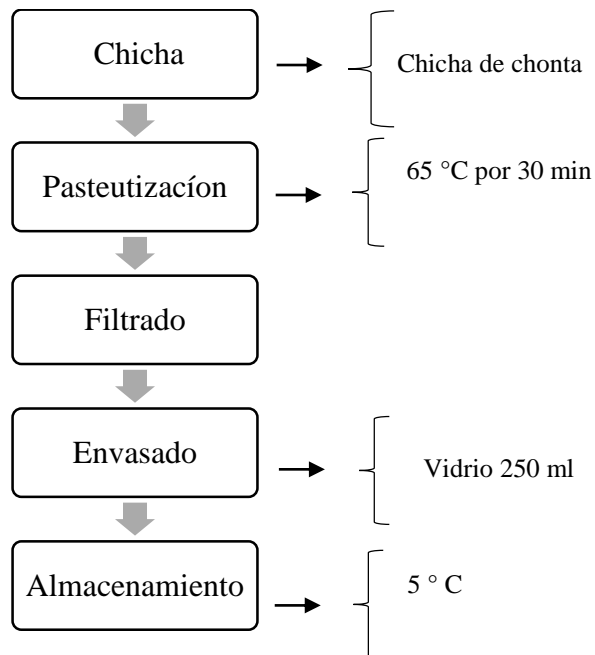 Chicha
Chicha de chonta
Pasteutizacíon
65 °C por 30 min
Filtrado
Envasado
Vidrio 250 ml
Almacenamiento
5 ° C